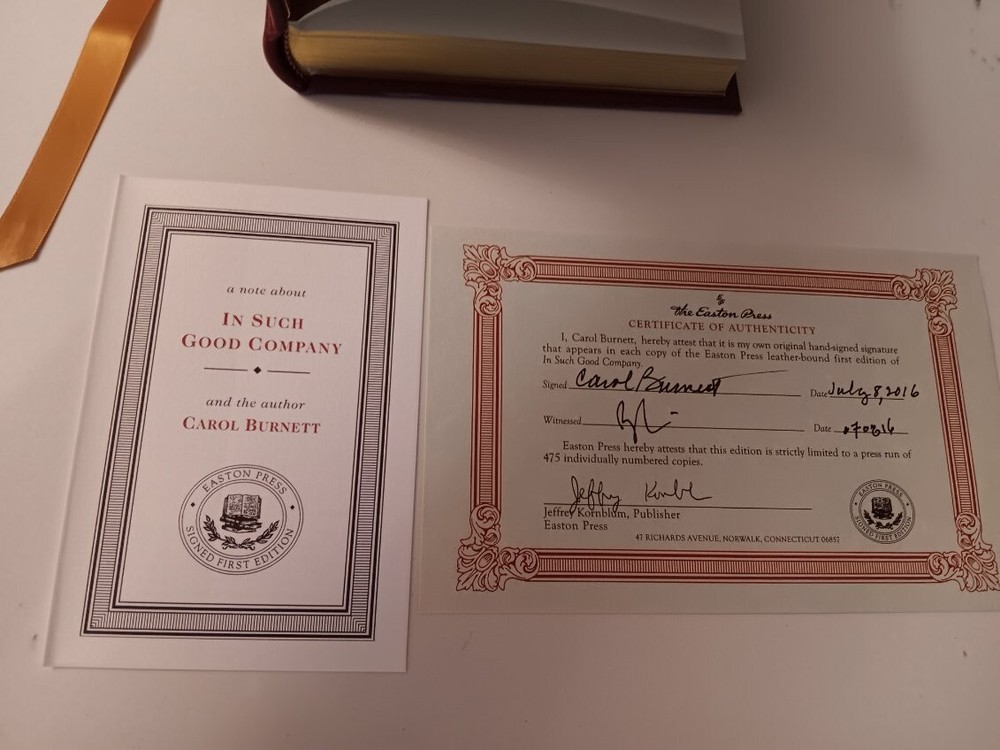 a note about
IN SUCH
GOOD COMPANY
and the author
CAROL BURNETT
EASTON PRESS
SIGNED FIRST EDITION
the Easton Press
CERTIFICATE OF AUTHENTICITY
I, Carol Burnett, hereby attest that it is my own original hand-signed signature
that appears in each copy of the Easton Press leather-bound first edition of
In Such Good Company.
Signed Carol Burnett Date July 8, 2016
Witnessed Date
Easton Press hereby attests that this edition is strictly limited to a press run of
475 individually numbered copies.
Jeffrey Kornblum, Publisher
Easton Press
47 RICHARDS AVENUE, NORWALK, CONNECTICUT 06857
EASTON PRESS
SIGNED FIRST EDITION